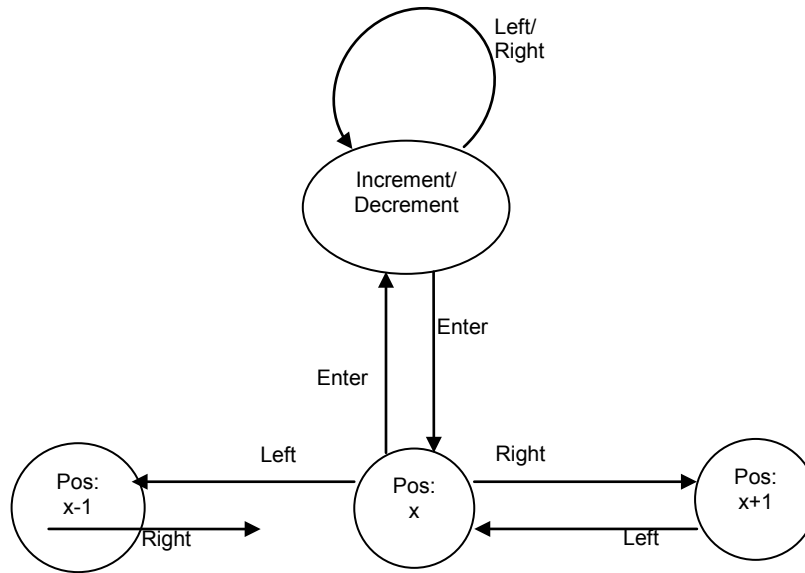 Left/
Right
Increment/
Decrement
Enter
Enter
Left
Right
Pos:
x-1
Pos:
x
Pos:
x+1
Right
Left